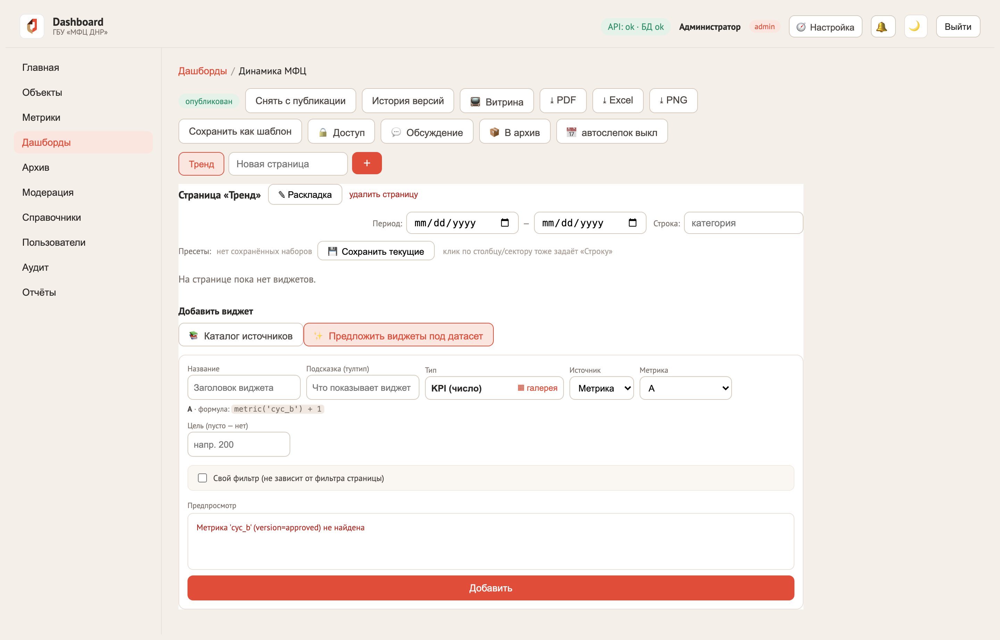 Dashboard
ГБУ «МФЦ ДНР»
API: ok · БД ok
Администратор
admin
Настройка
Выйти
Главная
Объекты
Метрики
Дашборды
Архив
Модерация
Справочники
Пользователи
Аудит
Отчёты
Дашборды / Динамика МФЦ
опубликован
Снять с публикации
История версий
Витрина
↓ PDF
↓ Excel
↓ PNG
Сохранить как шаблон
Доступ
Обсуждение
В архив
17
автослепок выкл
Тренд
Новая страница
+
Страница «Тренд»
✎ Раскладка
удалить страницу
Период:
mm/dd/yyyy
–
mm/dd/yyyy
Строка:
категория
Пресеты:
нет сохранённых наборов
Сохранить текущие
клик по столбцу/сектору тоже задаёт «Строку»
На странице пока нет виджетов.
Добавить виджет
Каталог источников
Предложить виджеты под датасет
Название
Заголовок виджета
Подсказка (тултип)
Что показывает виджет
Тип
KPI (число)
галерея
Источник
Метрика
Метрика
A
A · формула: metric('cyc_b') + 1
Цель (пусто — нет)
напр. 200
Свой фильтр (не зависит от фильтра страницы)
Предпросмотр
Метрика 'cyc_b' (version=approved) не найдена
Добавить